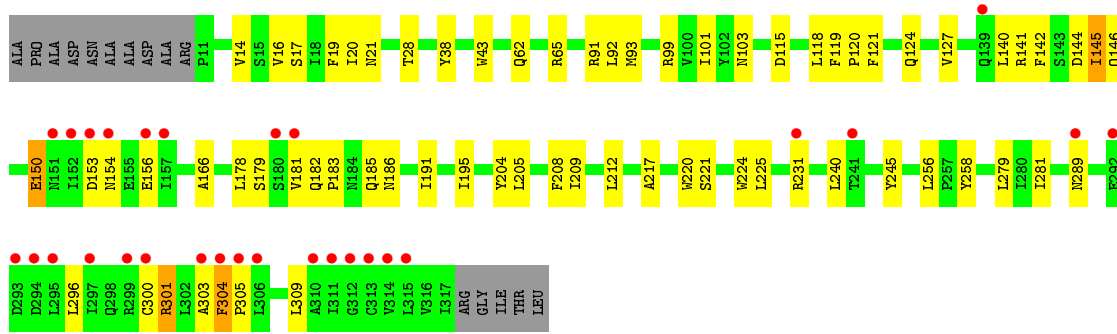 ALA PRO ASP ASN ALA ALA ASP ALA ARG P11 V14 S15 V16 S17 I18 F19 I20 N21 T28 Y38 W43 Q62 R65 R91 L92 M93 R99 V100 I101 Y102 N103 D115 L118 F119 P120 F121 Q124 V127 Q139 L140 R141 F142 S143 D144 I145 Q146
E150 N151 I152 D153 N154 E155 E156 I157 A166 L178 S179 S180 V181 Q182 P183 N184 Q185 N186 I191 I195 Y204 L205 F208 I209 L212 A217 W220 S221 W224 L225 R231 L240 T241 Y245 L256 P257 Y258 L279 I280 I281 N289 E292
D293 D294 L295 L296 I297 Q298 R299 C300 R301 L302 A303 F304 P305 L306 L309 A310 I311 G312 C313 V314 L315 V316 I317 ARG GLY ILE THR LEU